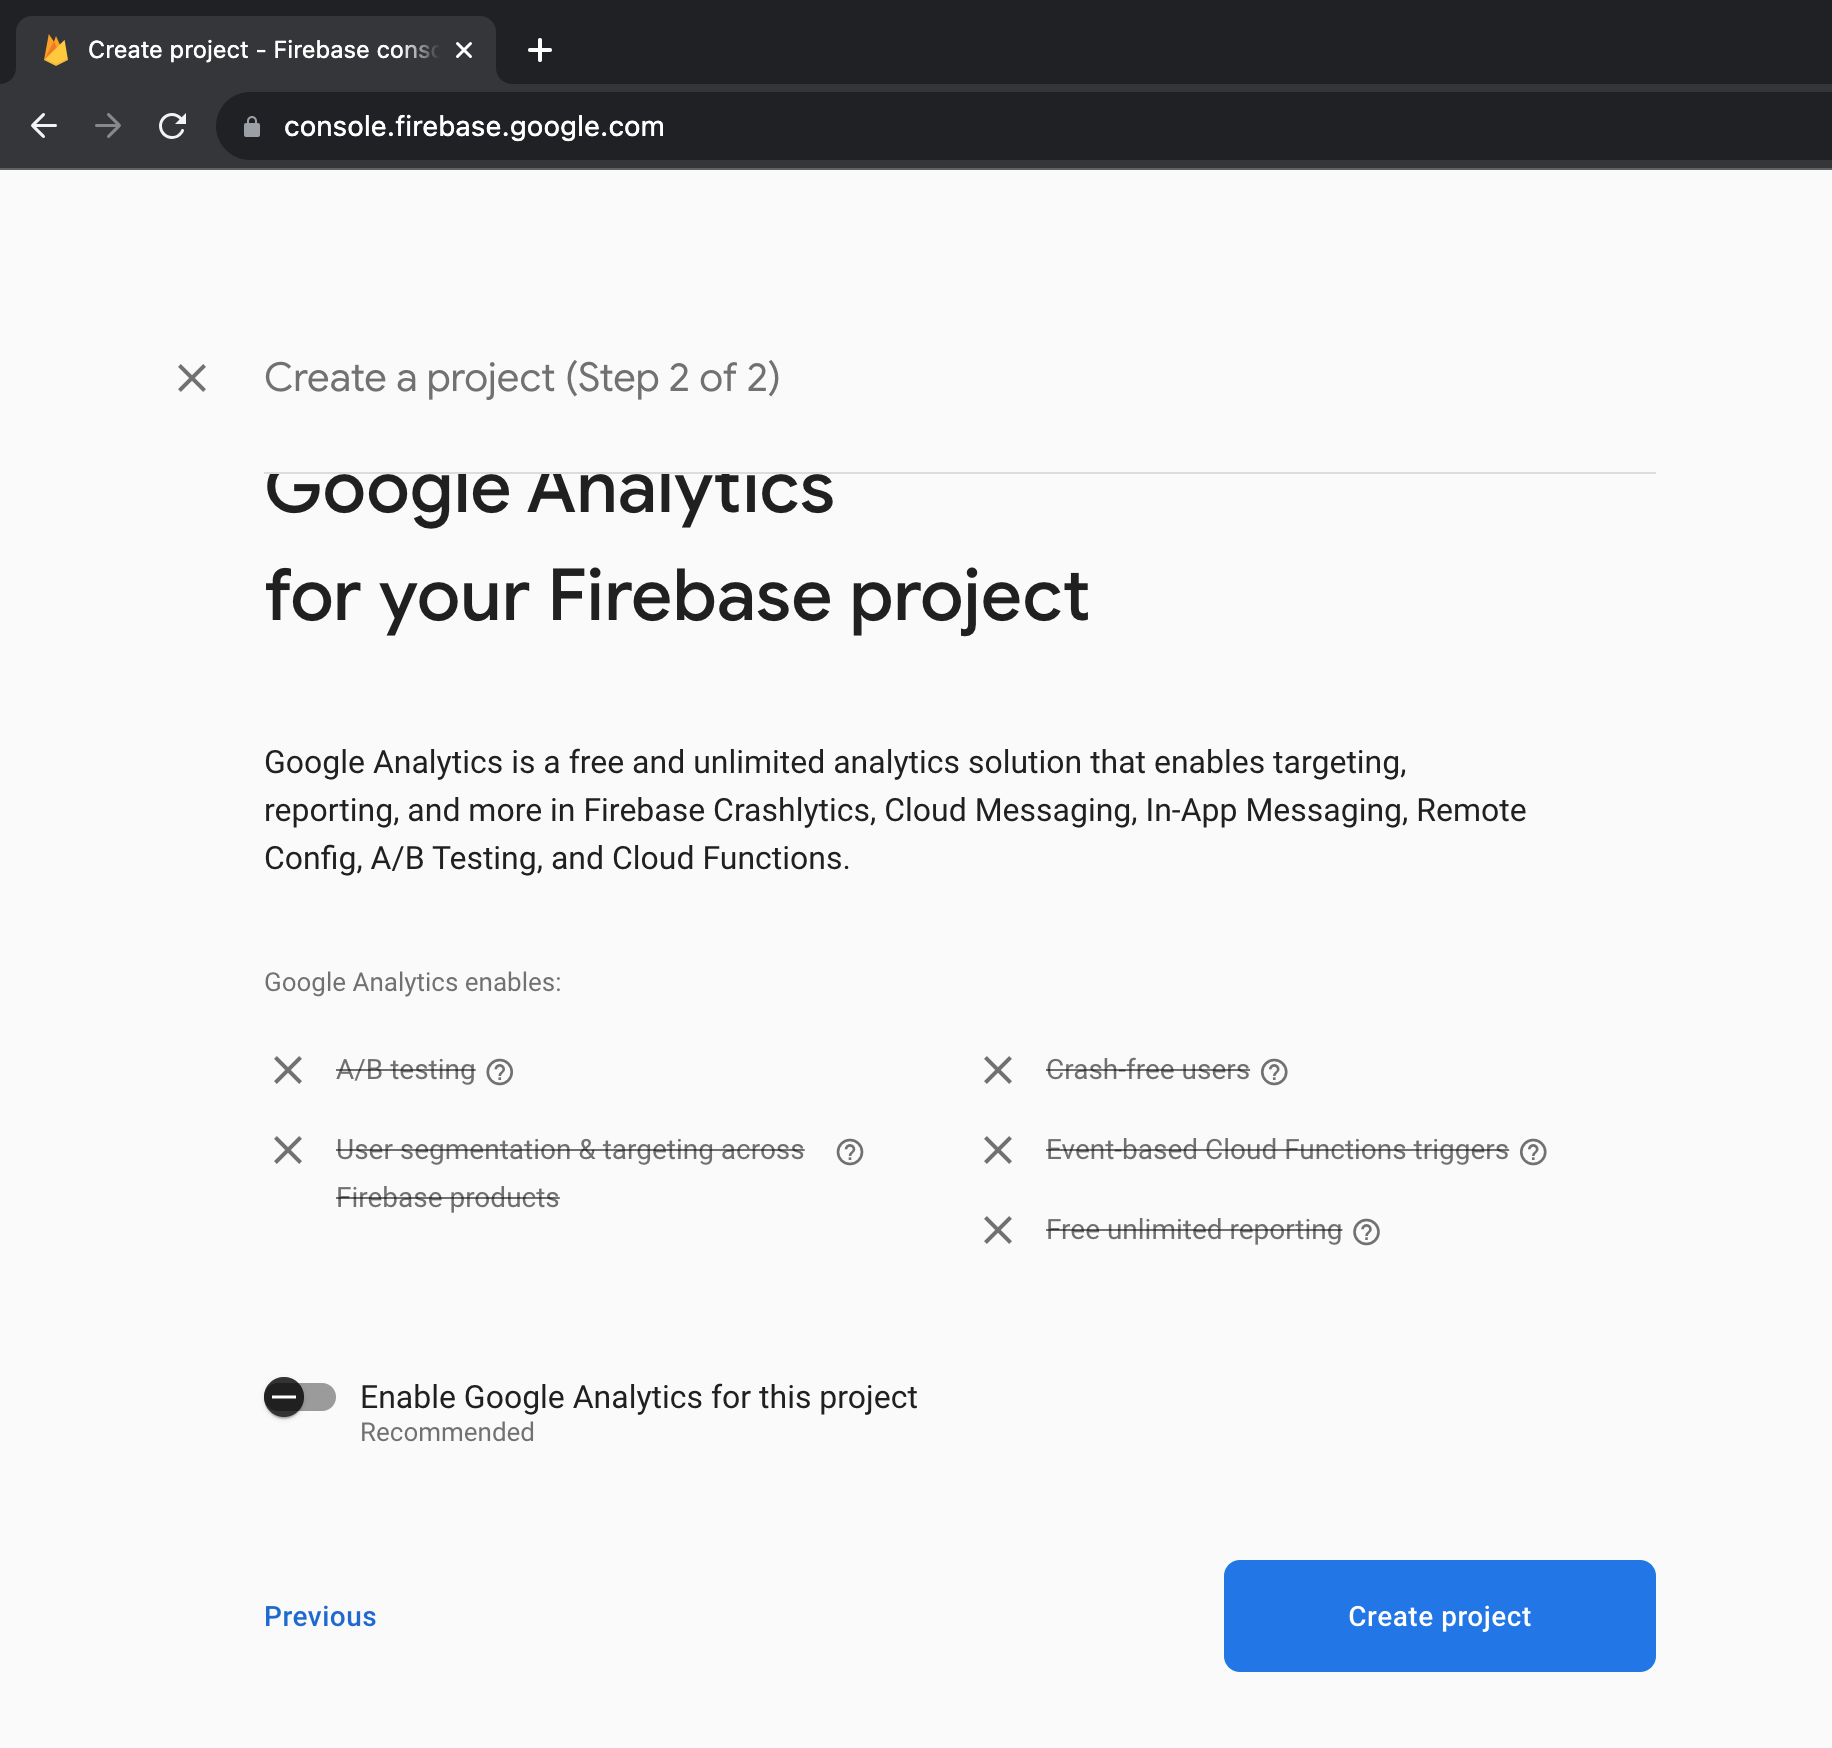 Create project - Firebase conso
console.firebase.google.com
Create a project (Step 2 of 2)
Google Analytics
for your Firebase project
Google Analytics is a free and unlimited analytics solution that enables targeting,
reporting, and more in Firebase Crashlytics, Cloud Messaging, In-App Messaging, Remote
Config, A/B Testing, and Cloud Functions.
Google Analytics enables:
A/B testing
User segmentation & targeting across
Firebase products
Crash-free users
Event-based Cloud Functions triggers
Free unlimited reporting
Enable Google Analytics for this project
Recommended
Previous
Create project